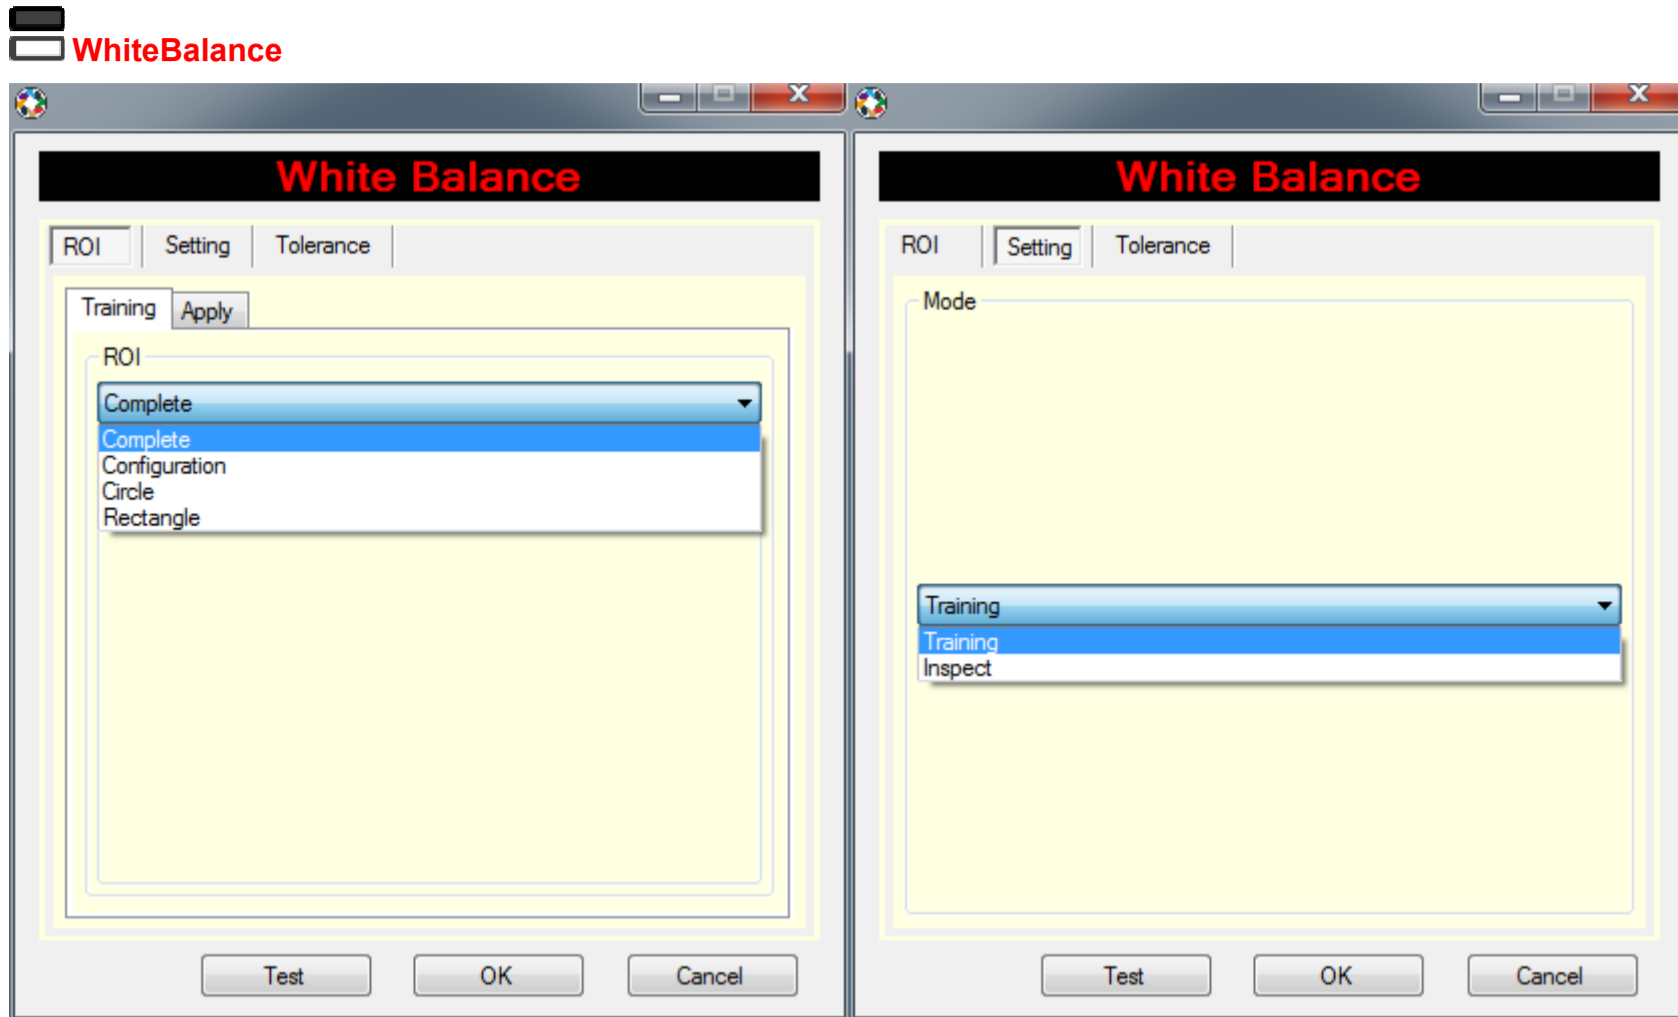 WhiteBalance
White Balance
ROI Setting Tolerance
Training Apply
ROI
Complete
Complete
Configuration
Circle
Rectangle
Test OK Cancel
White Balance
ROI Setting Tolerance
Mode
Training
Training
Inspect
Test OK Cancel